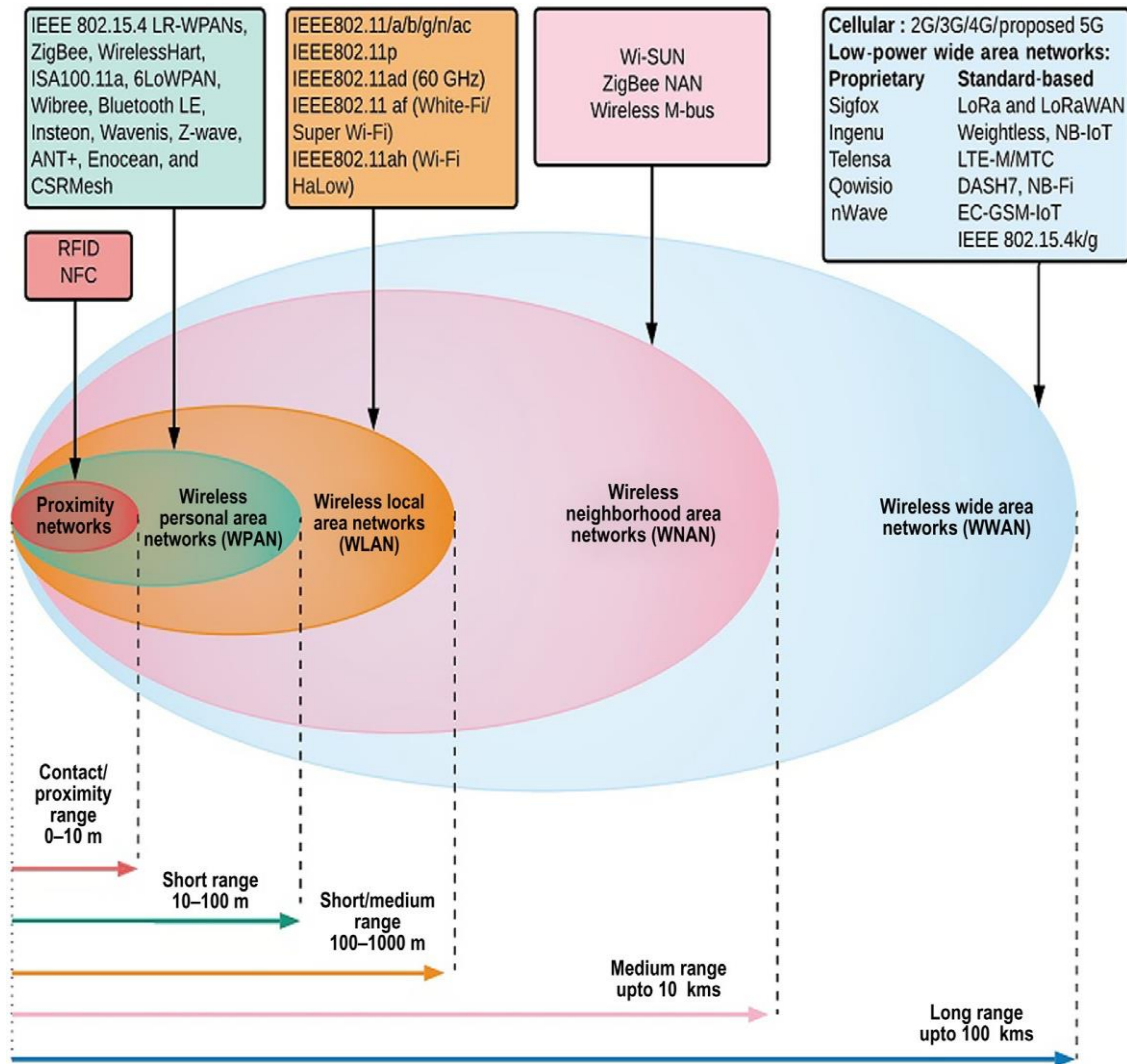 IEEE 802.15.4 LR-WPANs,
ZigBee, WirelessHart,
ISA100.11a, 6LoWPAN,
Wibree, Bluetooth LE,
Insteon, Wavenis, Z-wave,
ANT+, Enocean, and
CSRMesh
IEEE802.11/a/b/g/n/ac
IEEE802.11p
IEEE802.11ad (60 GHz)
IEEE802.11 af (White-Fi/
Super Wi-Fi)
IEEE802.11ah (Wi-Fi
HaLow)
Wi-SUN
ZigBee NAN
Wireless M-bus
Cellular : 2G/3G/4G/proposed 5G
Low-power wide area networks:
Proprietary Standard-based
Sigfox LoRa and LoRaWAN
Ingenu Weightless, NB-IoT
Telensa LTE-M/MTC
Qowisio DASH7, NB-Fi
nWave EC-GSM-IoT
IEEE 802.15.4k/g
RFID
NFC
Proximity
networks
Wireless
personal area
networks (WPAN)
Wireless local
area networks
(WLAN)
Wireless
neighborhood area
networks (WNAN)
Wireless wide area
networks (WWAN)
Contact/
proximity
range
0–10 m
Short range
10–100 m
Short/medium
range
100–1000 m
Medium range
upto 10 kms
Long range
upto 100 kms